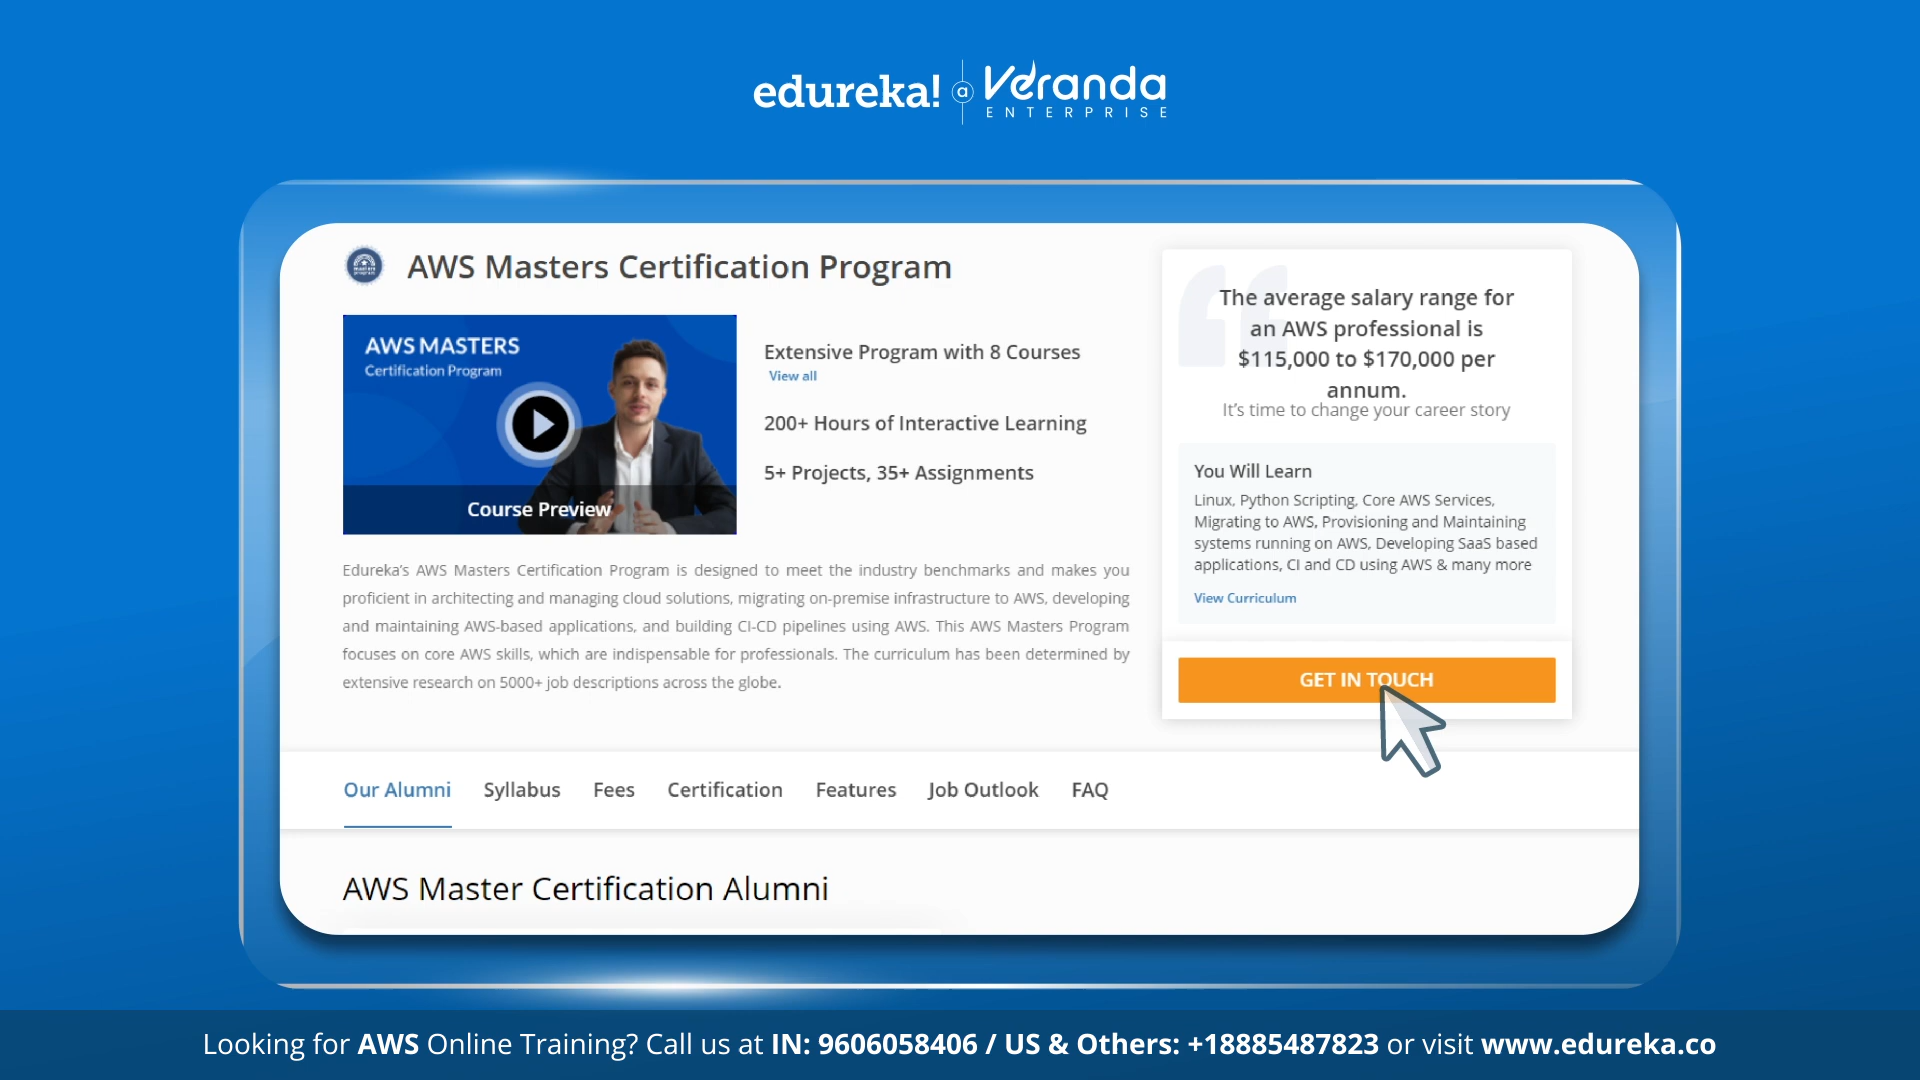 edureka! a Veranda
ENTERPRISE
AWS Masters Certification Program
AWS MASTERS
Certification Program
Course Preview
Extensive Program with 8 Courses
View all
200+ Hours of Interactive Learning
5+ Projects, 35+ Assignments
Edureka's AWS Masters Certification Program is designed to meet the industry benchmarks and makes you
proficient in architecting and managing cloud solutions, migrating on-premise infrastructure to AWS, developing
and maintaining AWS-based applications, and building CI-CD pipelines using AWS. This AWS Masters Program
focuses on core AWS skills, which are indispensable for professionals. The curriculum has been determined by
extensive research on 5000+ job descriptions across the globe.
The average salary range for
an AWS professional is
$115,000 to $170,000 per
annum.
It's time to change your career story
You Will Learn
Linux, Python Scripting, Core AWS Services,
Migrating to AWS, Provisioning and Maintaining
systems running on AWS, Developing SaaS based
applications, CI and CD using AWS & many more
View Curriculum
GET IN TOUCH
Our Alumni Syllabus Fees Certification Features Job Outlook FAQ
AWS Master Certification Alumni
Looking for AWS Online Training? Call us at IN: 9606058406 / US & Others: +18885487823 or visit www.edureka.co